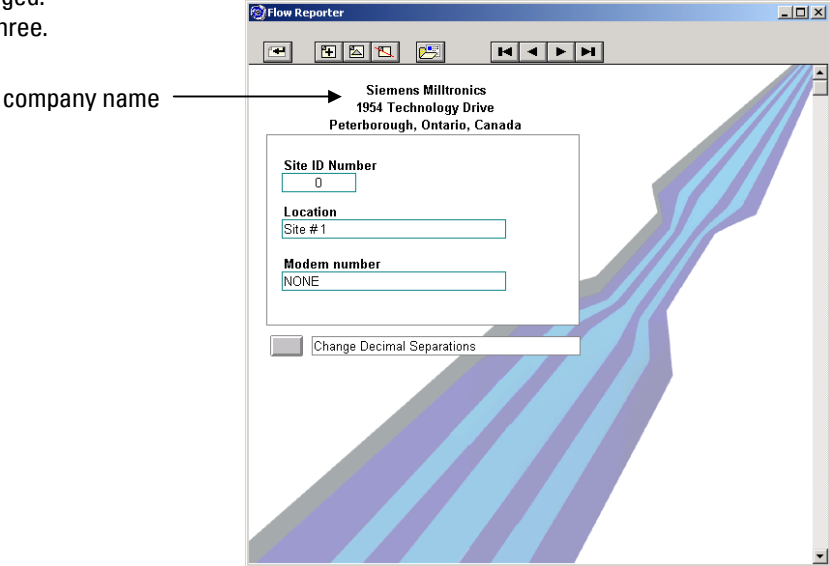 ged.
hree.
company name
Flow Reporter
Siemens Milltronics
1954 Technology Drive
Peterborough, Ontario, Canada
Site ID Number
0
Location
Site #1
Modem number
NONE
Change Decimal Separations